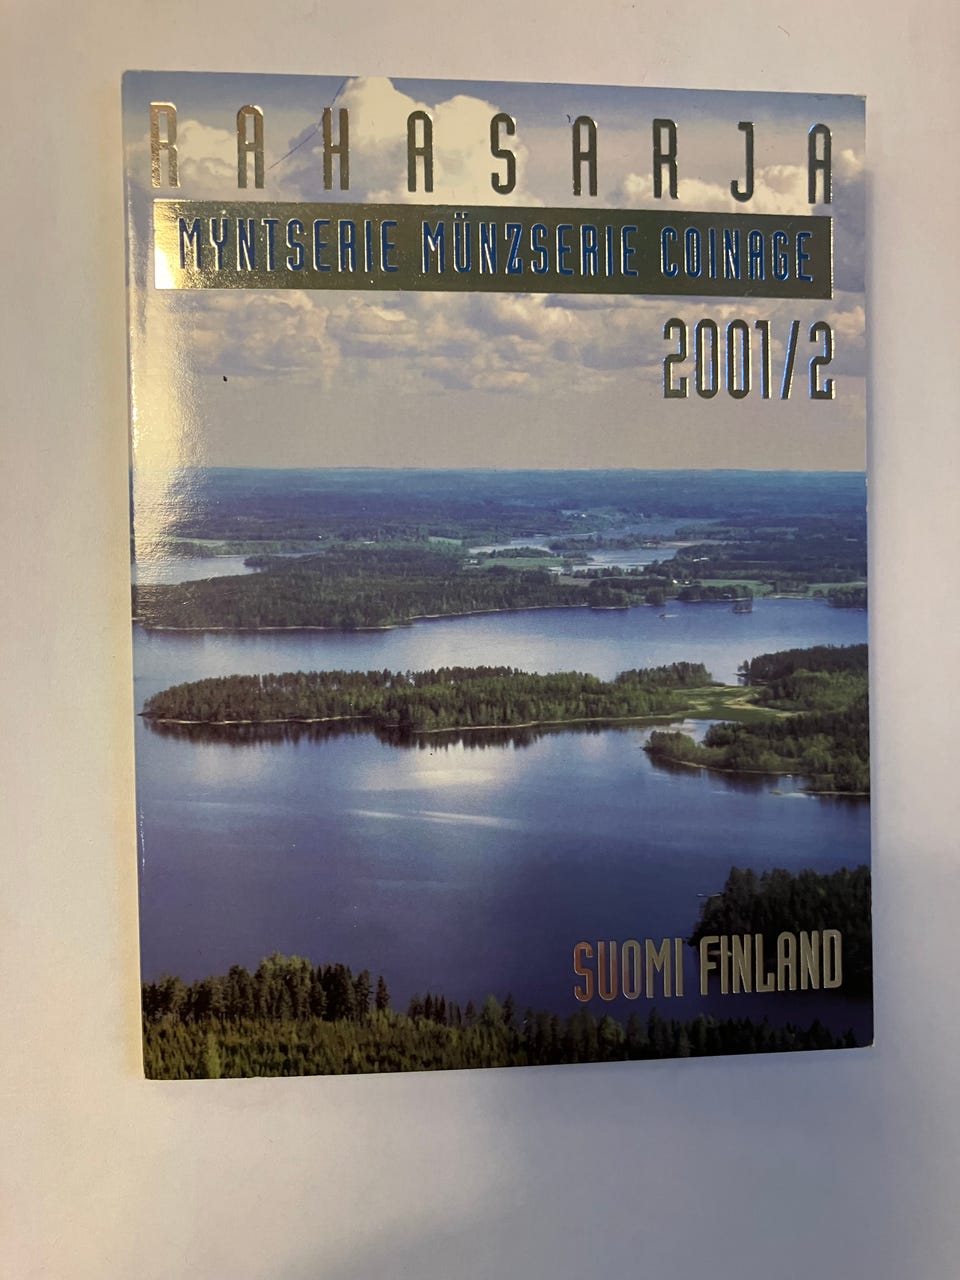 RAHASARJA
MYNTSERIE MÜNZSERIE COINAGE
2001/2
SUOMI FINLAND